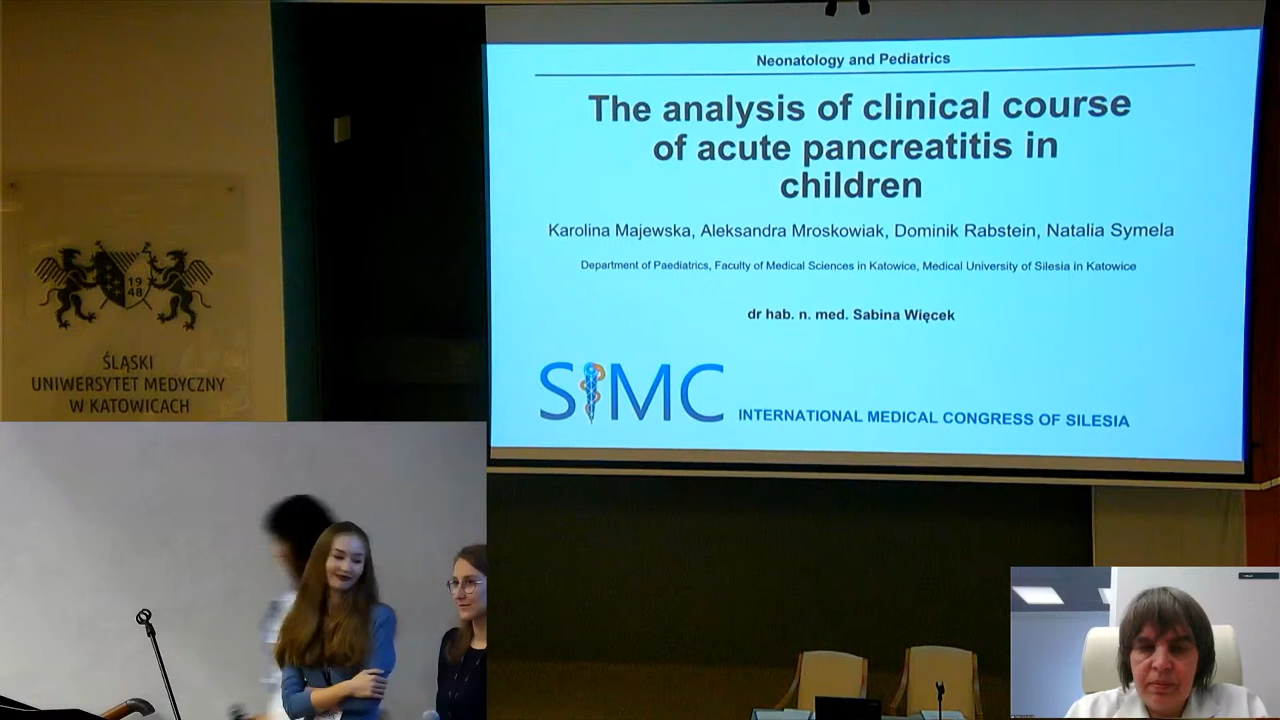 Neonatology and Pediatrics
The analysis of clinical course
of acute pancreatitis in
children
Karolina Majewska, Aleksandra Mroskowiak, Dominik Rabstein, Natalia Symela
Department of Paediatrics, Faculty of Medical Sciences in Katowice, Medical University of Silesia in Katowice
dr hab. n. med. Sabina Więcek
SIMC INTERNATIONAL MEDICAL CONGRESS OF SILESIA
19
48
ŚLĄSKI
UNIWERSYTET MEDYCZNY
W KATOWICACH